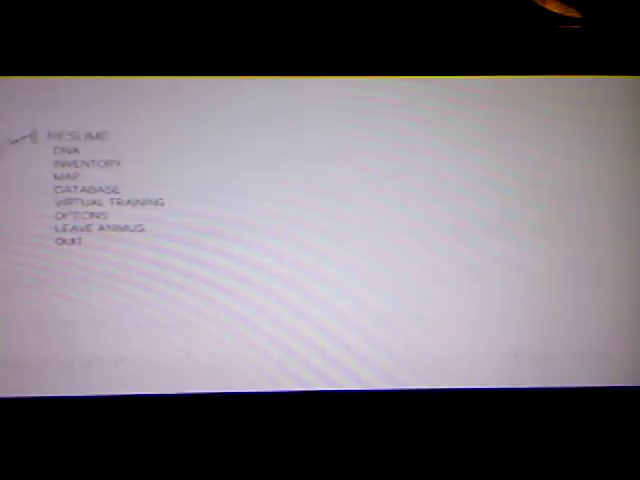 RESUME
DNA
INVENTORY
MAP
DATABASE
VIRTUAL TRAINING
OPTIONS
LEAVE ANIMUS
QUIT